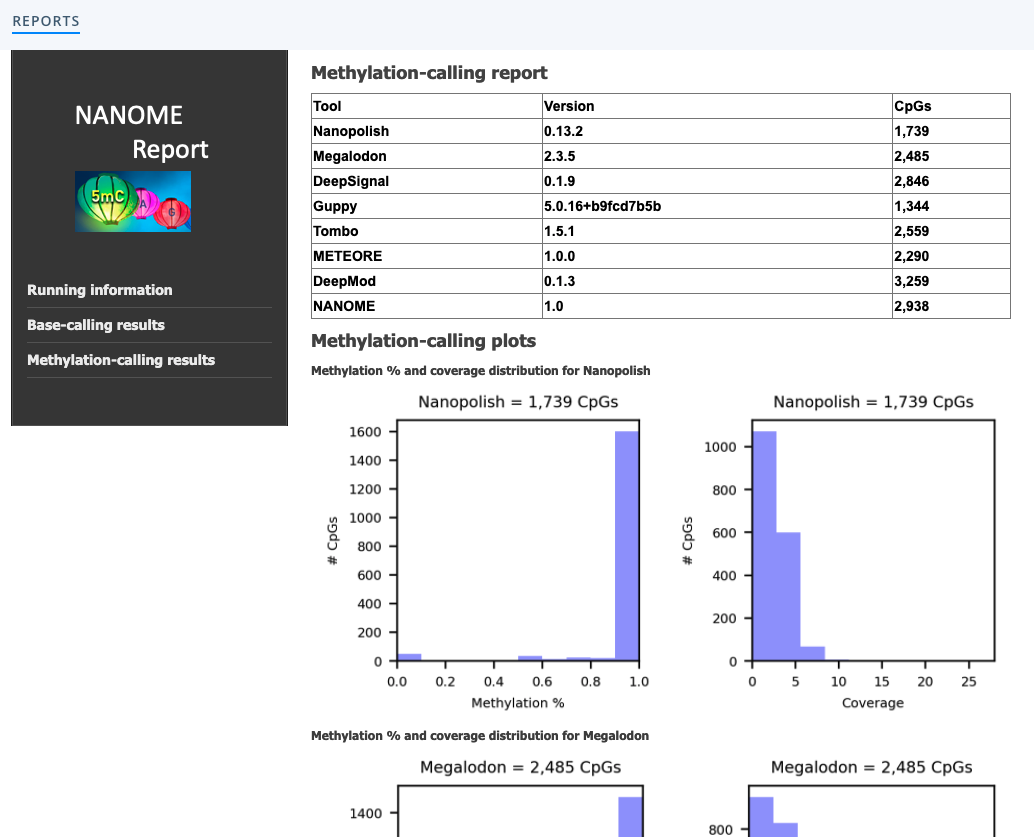 REPORTS
NANOME
Report
5mC
A
G
Running information
Base-calling results
Methylation-calling results
Methylation-calling report
Tool Version CpGs
Nanopolish 0.13.2 1,739
Megalodon 2.3.5 2,485
DeepSignal 0.1.9 2,846
Guppy 5.0.16+b9fcd7b5b 1,344
Tombo 1.5.1 2,559
METEORE 1.0.0 2,290
DeepMod 0.1.3 3,259
NANOME 1.0 2,938
Methylation-calling plots
Methylation % and coverage distribution for Nanopolish
Nanopolish = 1,739 CpGs
1600
1400
1200
1000
800
600
400
200
0
# CpGs
0.0 0.2 0.4 0.6 0.8 1.0
Methylation %
Nanopolish = 1,739 CpGs
1000
800
600
400
200
0
# CpGs
0 5 10 15 20 25
Coverage
Methylation % and coverage distribution for Megalodon
Megalodon = 2,485 CpGs
1400
Megalodon = 2,485 CpGs
800